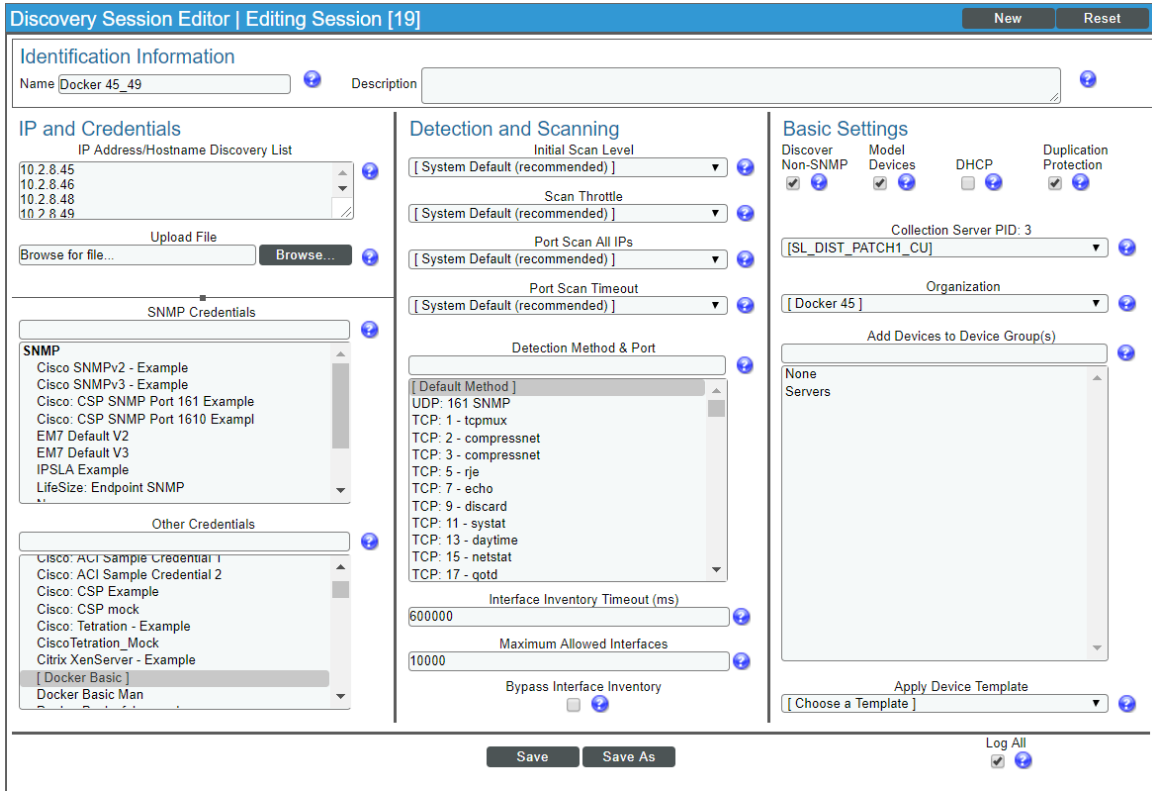 Discovery Session Editor | Editing Session [19]
New
Reset
Identification Information
Name
Docker 45_49
Description
IP and Credentials
IP Address/Hostname Discovery List
10.2.8.45
10.2.8.46
10.2.8.48
10.2.8.49
Upload File
Browse for file...
Browse...
SNMP Credentials
SNMP
Cisco SNMPv2 - Example
Cisco SNMPv3 - Example
Cisco: CSP SNMP Port 161 Example
Cisco: CSP SNMP Port 1610 Exampl
EM7 Default V2
EM7 Default V3
IPSLA Example
LifeSize: Endpoint SNMP
Other Credentials
Cisco: ACI Sample Credential 1
Cisco: ACI Sample Credential 2
Cisco: CSP Example
Cisco: CSP mock
Cisco: Tetration - Example
CiscoTetration_Mock
Citrix XenServer - Example
[ Docker Basic ]
Docker Basic Man
Detection and Scanning
Initial Scan Level
[ System Default (recommended) ]
Scan Throttle
[ System Default (recommended) ]
Port Scan All IPs
[ System Default (recommended) ]
Port Scan Timeout
[ System Default (recommended) ]
Detection Method & Port
[ Default Method ]
UDP: 161 SNMP
TCP: 1 - tcpmux
TCP: 2 - compressnet
TCP: 3 - compressnet
TCP: 5 - rje
TCP: 7 - echo
TCP: 9 - discard
TCP: 11 - systat
TCP: 13 - daytime
TCP: 15 - netstat
TCP: 17 - qotd
Interface Inventory Timeout (ms)
600000
Maximum Allowed Interfaces
10000
Bypass Interface Inventory
Basic Settings
Discover Non-SNMP
Model Devices
DHCP
Duplication Protection
Collection Server PID: 3
[SL_DIST_PATCH1_CU]
Organization
[ Docker 45 ]
Add Devices to Device Group(s)
None
Servers
Apply Device Template
[ Choose a Template ]
Save
Save As
Log All